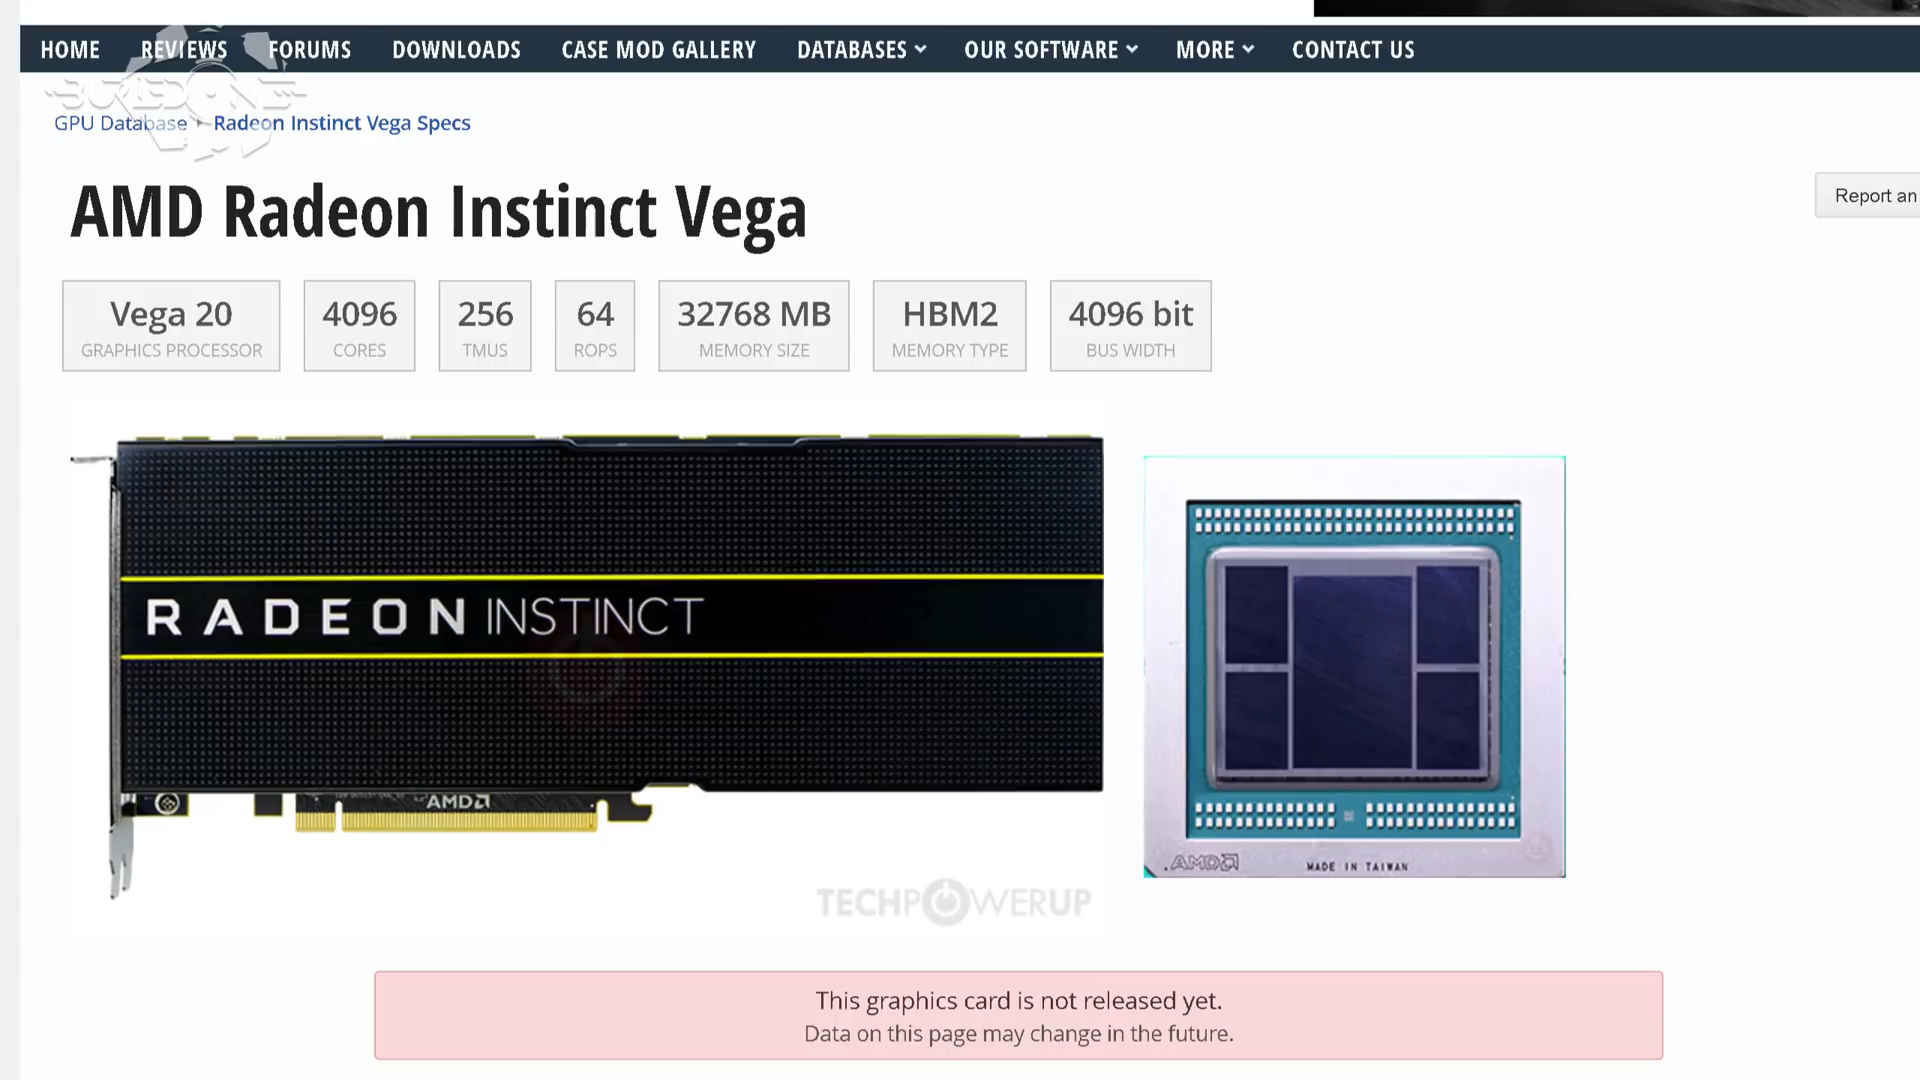 HOME REVIEWS FORUMS DOWNLOADS CASE MOD GALLERY DATABASES OUR SOFTWARE MORE CONTACT US
BURIEDONE
GPU Database Radeon Instinct Vega Specs
AMD Radeon Instinct Vega
Report an
Vega 20 4096 256 64 32768 MB HBM2 4096 bit
GRAPHICS PROCESSOR CORES TMUS ROPS MEMORY SIZE MEMORY TYPE BUS WIDTH
RADEON INSTINCT
AMD
AMD MADE IN TAIWAN
TECHPOWERUP
This graphics card is not released yet.
Data on this page may change in the future.